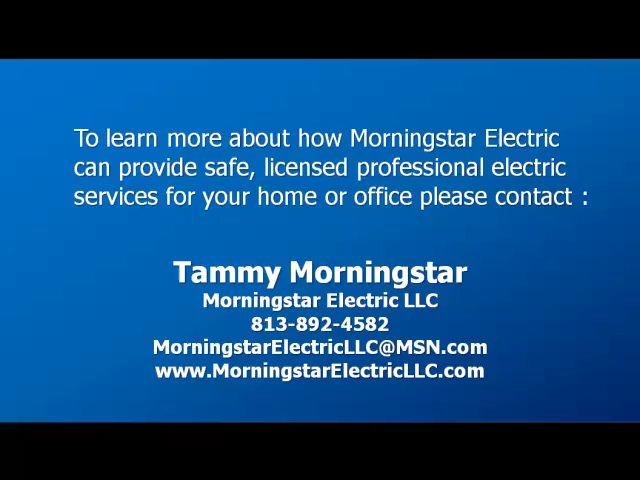 To learn more about how Morningstar Electric
can provide safe, licensed professional electric
services for your home or office please contact :
Tammy Morningstar
Morningstar Electric LLC
813-892-4582
MorningstarElectricLLC@MSN.com
www.MorningstarElectricLLC.com